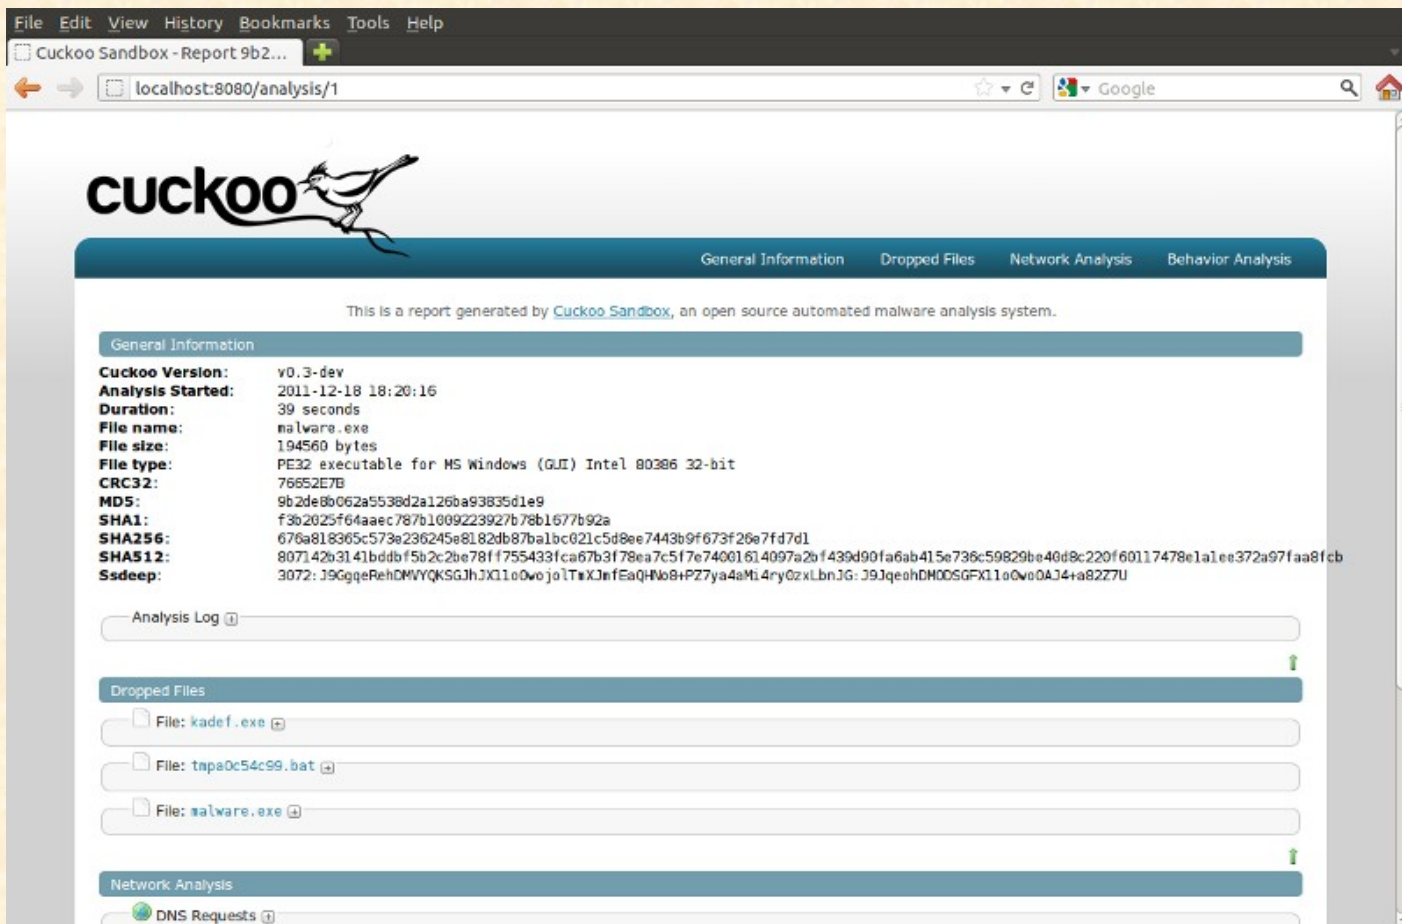 File Edit View History Bookmarks Tools Help
Cuckoo Sandbox - Report 9b2...
localhost:8080/analysis/1
Google
cuckoo
General Information Dropped Files Network Analysis Behavior Analysis
This is a report generated by Cuckoo Sandbox, an open source automated malware analysis system.
General Information
Cuckoo Version: v0.3-dev
Analysis Started: 2011-12-18 18:20:16
Duration: 39 seconds
File name: malware.exe
File size: 194560 bytes
File type: PE32 executable for MS Windows (GUI) Intel 80386 32-bit
CRC32: 76652E7B
MD5: 9b2de8b062a5538d2a126ba93835d1e9
SHA1: f3b2025f64aaec787b1009223927b78b1677b92a
SHA256: 676a818365c573e236245e8182db87ba1bc021c5d8ee7443b9f673f26e7fd7d1
SHA512:
Ssdeep:
Analysis Log
Dropped Files
File: kadef.exe
File: tmpa0c54c99.bat
File: malware.exe
Network Analysis
DNS Requests